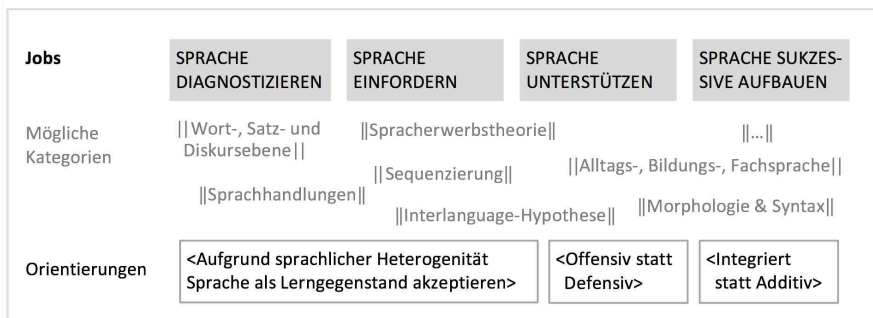 Jobs
SPRACHE
DIAGNOSTIZIEREN
SPRACHE
EINFORDERN
SPRACHE
UNTERSTÜTZEN
SPRACHE SUKZES-
SIVE AUFBAUEN
Mögliche
Kategorien
||Wort-, Satz- und
Diskursebene||
||Spracherwerbstheorie||
||...||
||Sequenzierung||
||Alltags-, Bildungs-, Fachsprache||
||Sprachhandlungen||
||Interlanguage-Hypothese||
||Morphologie & Syntax||
Orientierungen
<Aufgrund sprachlicher Heterogenität
Sprache als Lerngegenstand akzeptieren>
<Offensiv statt
Defensiv>
<Integriert
statt Additiv>